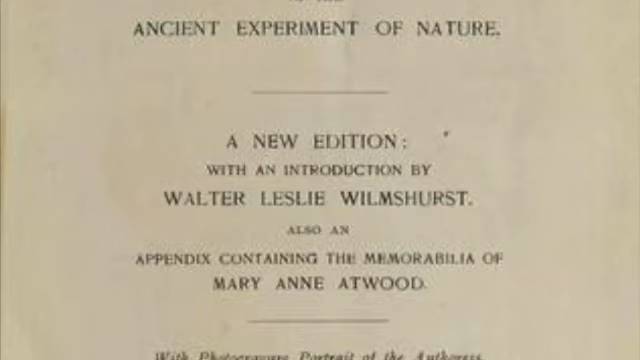 ANCIENT EXPERIMENT OF NATURE.
A NEW EDITION:
WITH AN INTRODUCTION BY
WALTER LESLIE WILMSHURST.
ALSO AN
APPENDIX CONTAINING THE MEMORABILIA OF
MARY ANNE ATWOOD.
With Photogravure Portrait of the Authoress